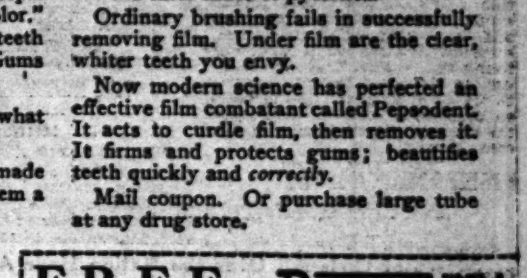 olor."
teeth
Gums
what
made
em a
Ordinary brushing fails in successfully
removing film. Under film are the clear,
whiter teeth you envy.
Now modern science has perfected an
effective film combatant called Pepsodent.
It acts to curdle film, then removes it.
It firms and protects gums; beautifies
teeth quickly and correctly.
Mail coupon. Or purchase large tube
at any drug store.
FREE